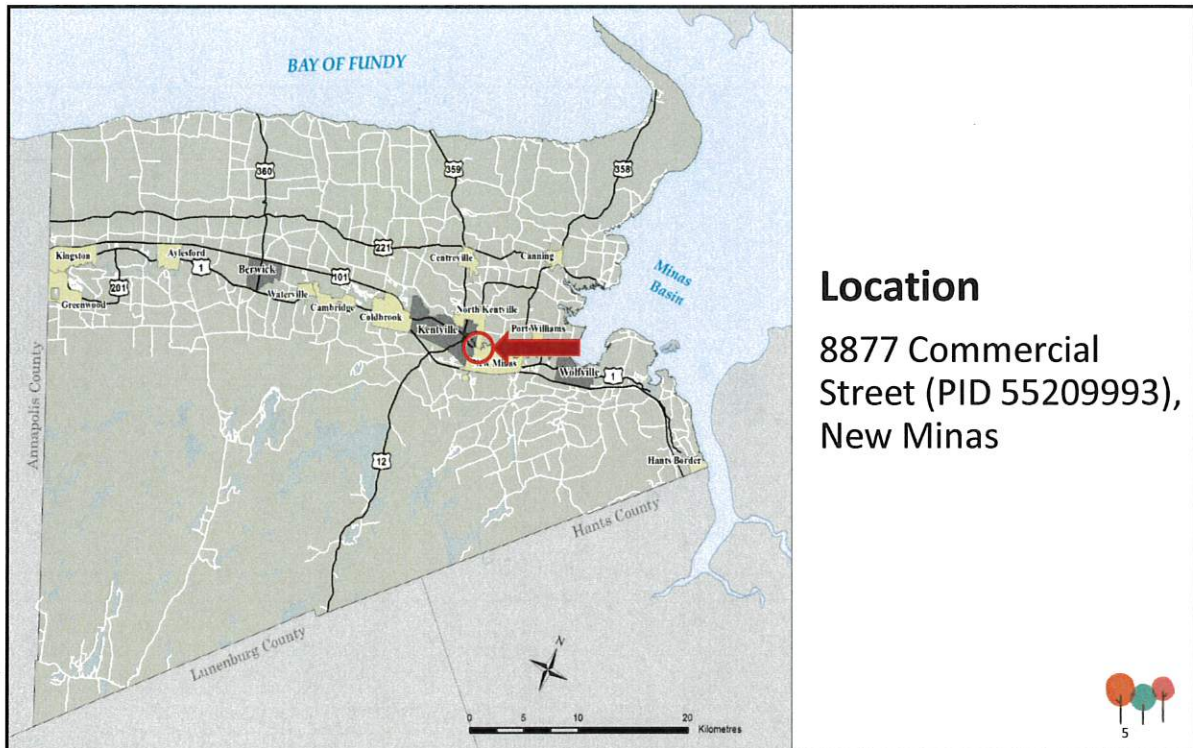 BAY OF FUNDY
360
359
358
221
Kingston
Aylesford
1
Berwick
101
Centreville
Canning
Minas
Basin
201
Greenwood
Waterville
Cambridge
Coldbrook
North Kentville
Kentville
Port Williams
New Minas
Wolfville
1
12
Hants Border
Annapolis County
Hants County
Lunenburg County
N
0 5 10 20
Kilometres
Location
8877 Commercial
Street (PID 55209993),
New Minas
5